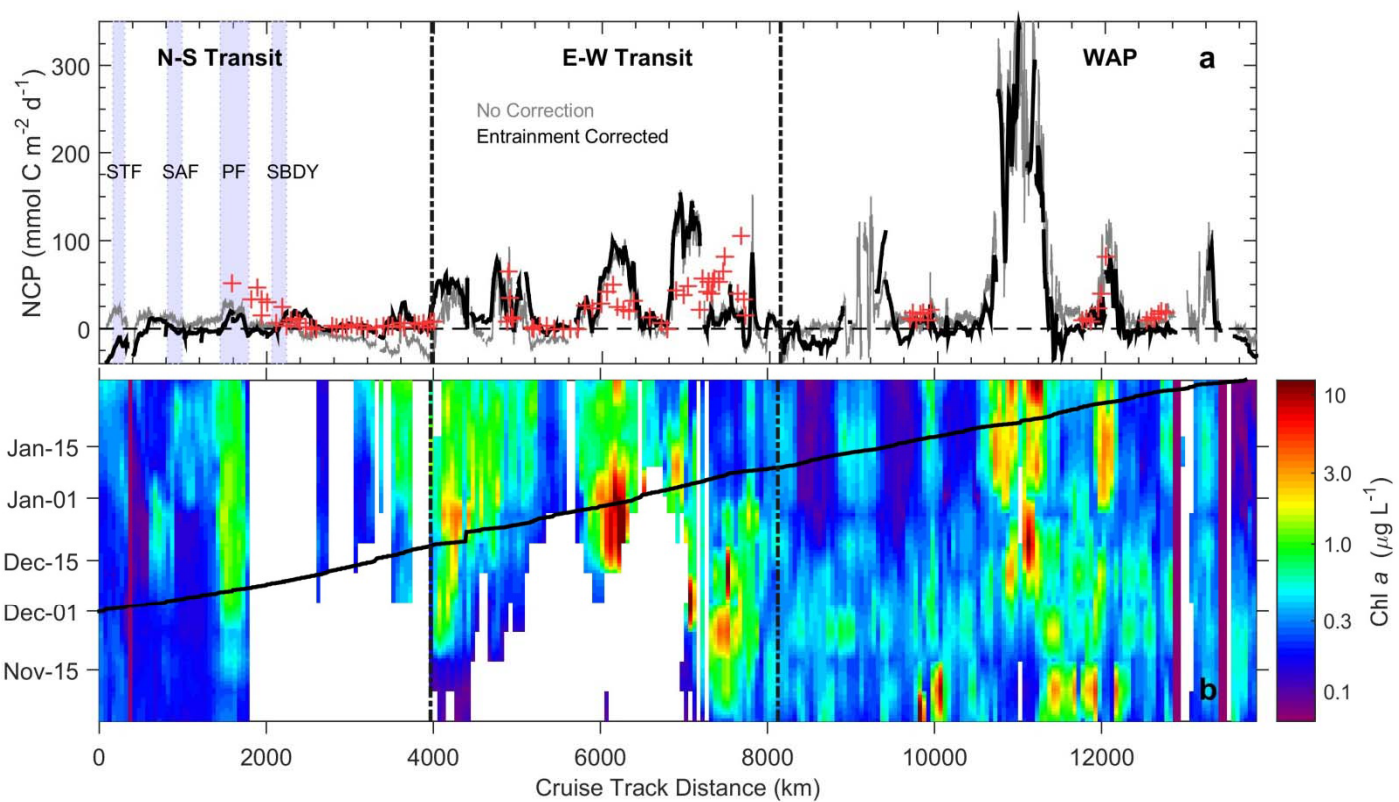 N-S Transit
E-W Transit
WAP
a
No Correction
Entrainment Corrected
STF
SAF
PF
SBDY
300
200
100
0
NCP (mmol C m⁻² d⁻¹)
Jan-15
Jan-01
Dec-15
Dec-01
Nov-15
b
0
2000
4000
6000
8000
10000
12000
Cruise Track Distance (km)
10
3.0
1.0
0.3
0.1
Chl a (μg L⁻¹)